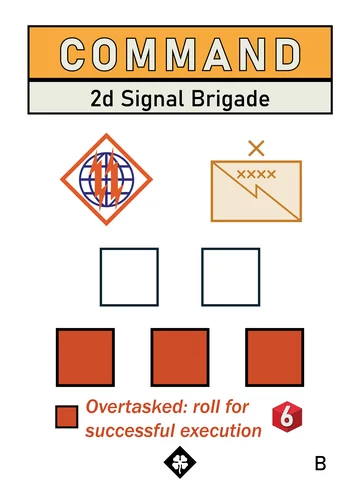 COMMAND
2d Signal Brigade
X
XXXX
Overtasked: roll for
successful execution
6
B